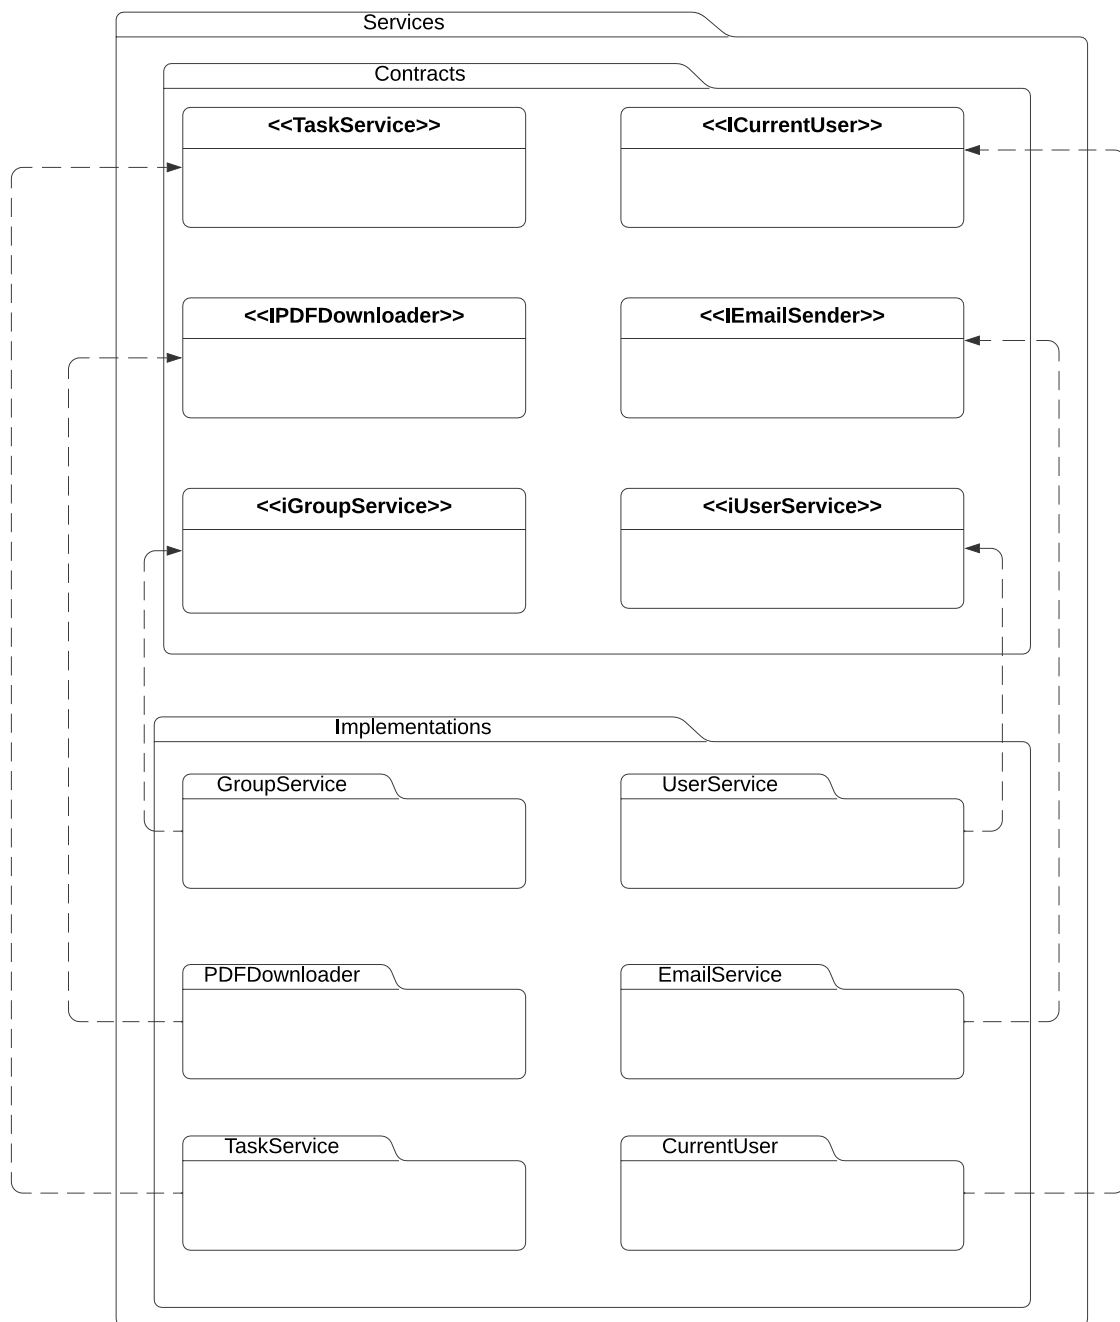 Services
Contracts
<<TaskService>>
<<ICurrentUser>>
<<IPDFDownloader>>
<<IEmailSender>>
<<iGroupService>>
<<iUserService>>
Implementations
GroupService
UserService
PDFDownloader
EmailService
TaskService
CurrentUser